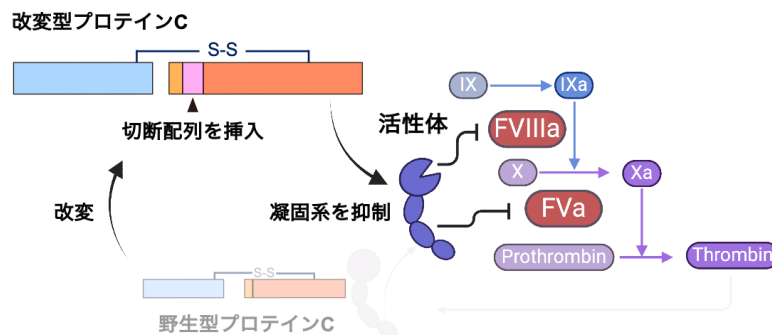 改変型プロテインC
S-S
切断配列を挿入
活性体
IX
IXa
FVIIIa
X
Xa
改変
凝固系を抑制
FVa
Prothrombin
Thrombin
S-S
野生型プロテインC